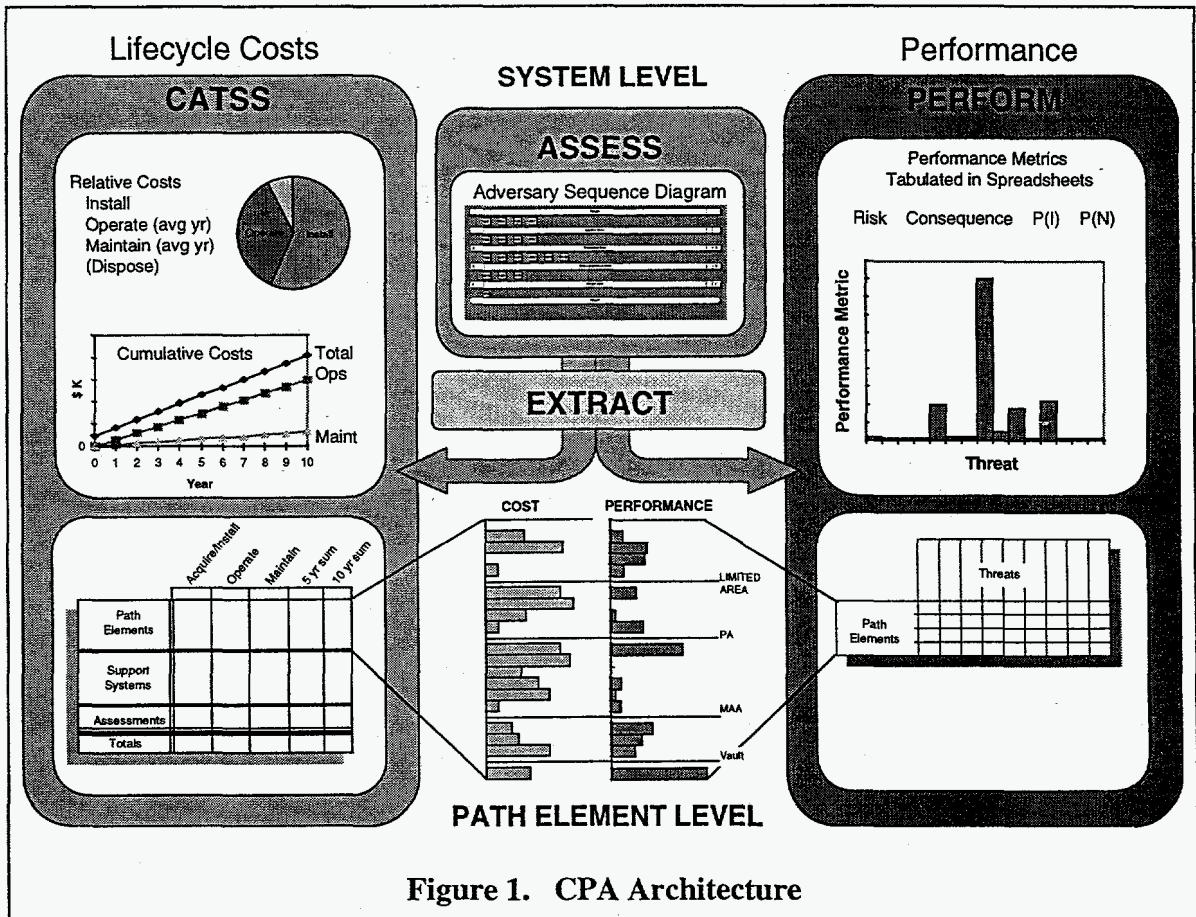 Lifecycle Costs
CATSS
Relative Costs
Install
Operate (avg yr)
Maintain (avg yr)
(Dispose)
Operate
Install
Cumulative Costs
Total
Ops
Maint
$ K
0
0 1 2 3 4 5 6 7 8 9 10
Year
Acquire/Install
Operate
Maintain
5 yr sum
10 yr sum
Path
Elements
Support
Systems
Assessments
Totals
SYSTEM LEVEL
ASSESS
Adversary Sequence Diagram
EXTRACT
COST
PERFORMANCE
LIMITED
AREA
PA
MAA
Vault
PATH ELEMENT LEVEL
Performance
PERFORM
Performance Metrics
Tabulated in Spreadsheets
Risk Consequence P(I) P(N)
Performance Metric
Threat
Threats
Path
Elements
Figure 1. CPA Architecture